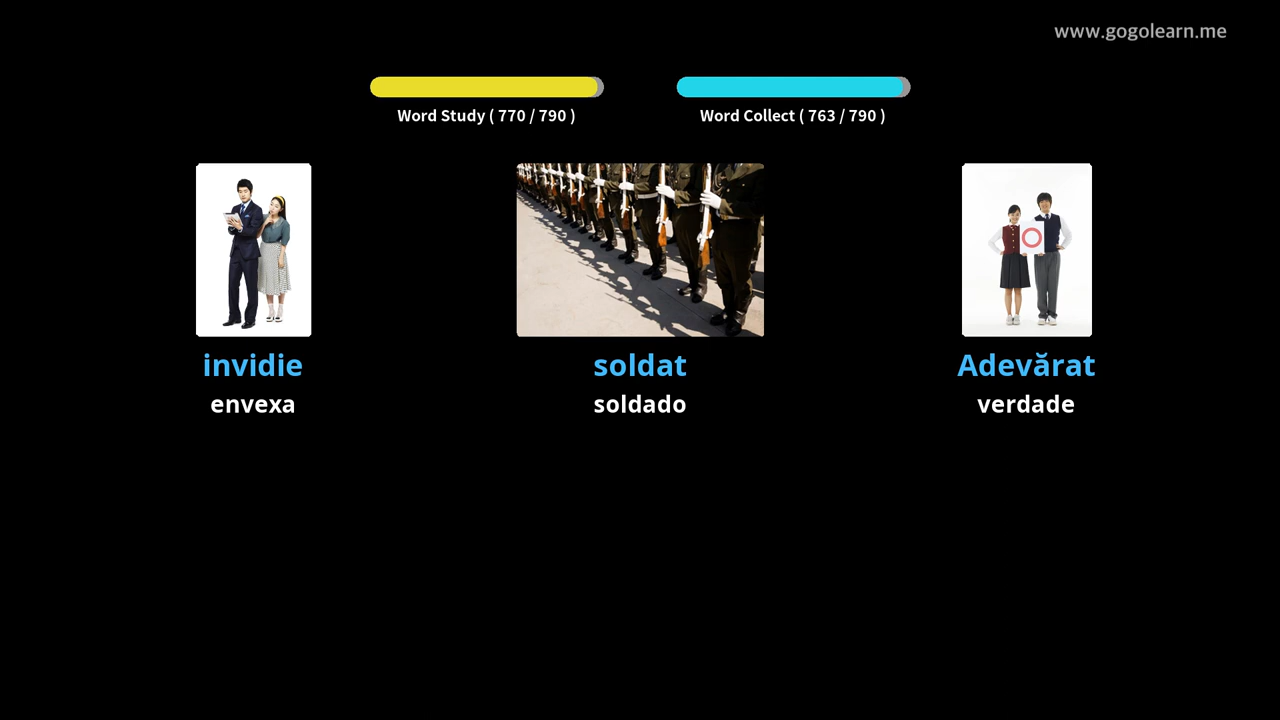 www.gogolearn.me
Word Study ( 770 / 790 )
Word Collect ( 763 / 790 )
invidie
envexa
soldat
soldado
Adevărat
verdade